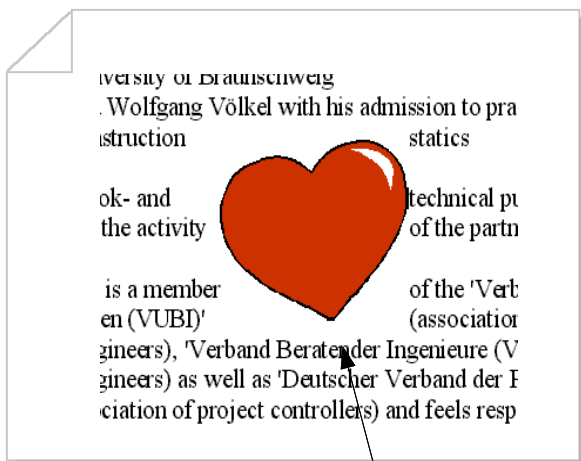 iversity of Braunschweig
. Wolfgang Völkel with his admission to pra
struction statics
ok- and technical pu
the activity of the partn
is a member of the 'Verb
en (VUBI)' (association
gineers), 'Verband Beratender Ingenieure (V
gineers) as well as 'Deutscher Verband der F
ciation of project controllers) and feels resp